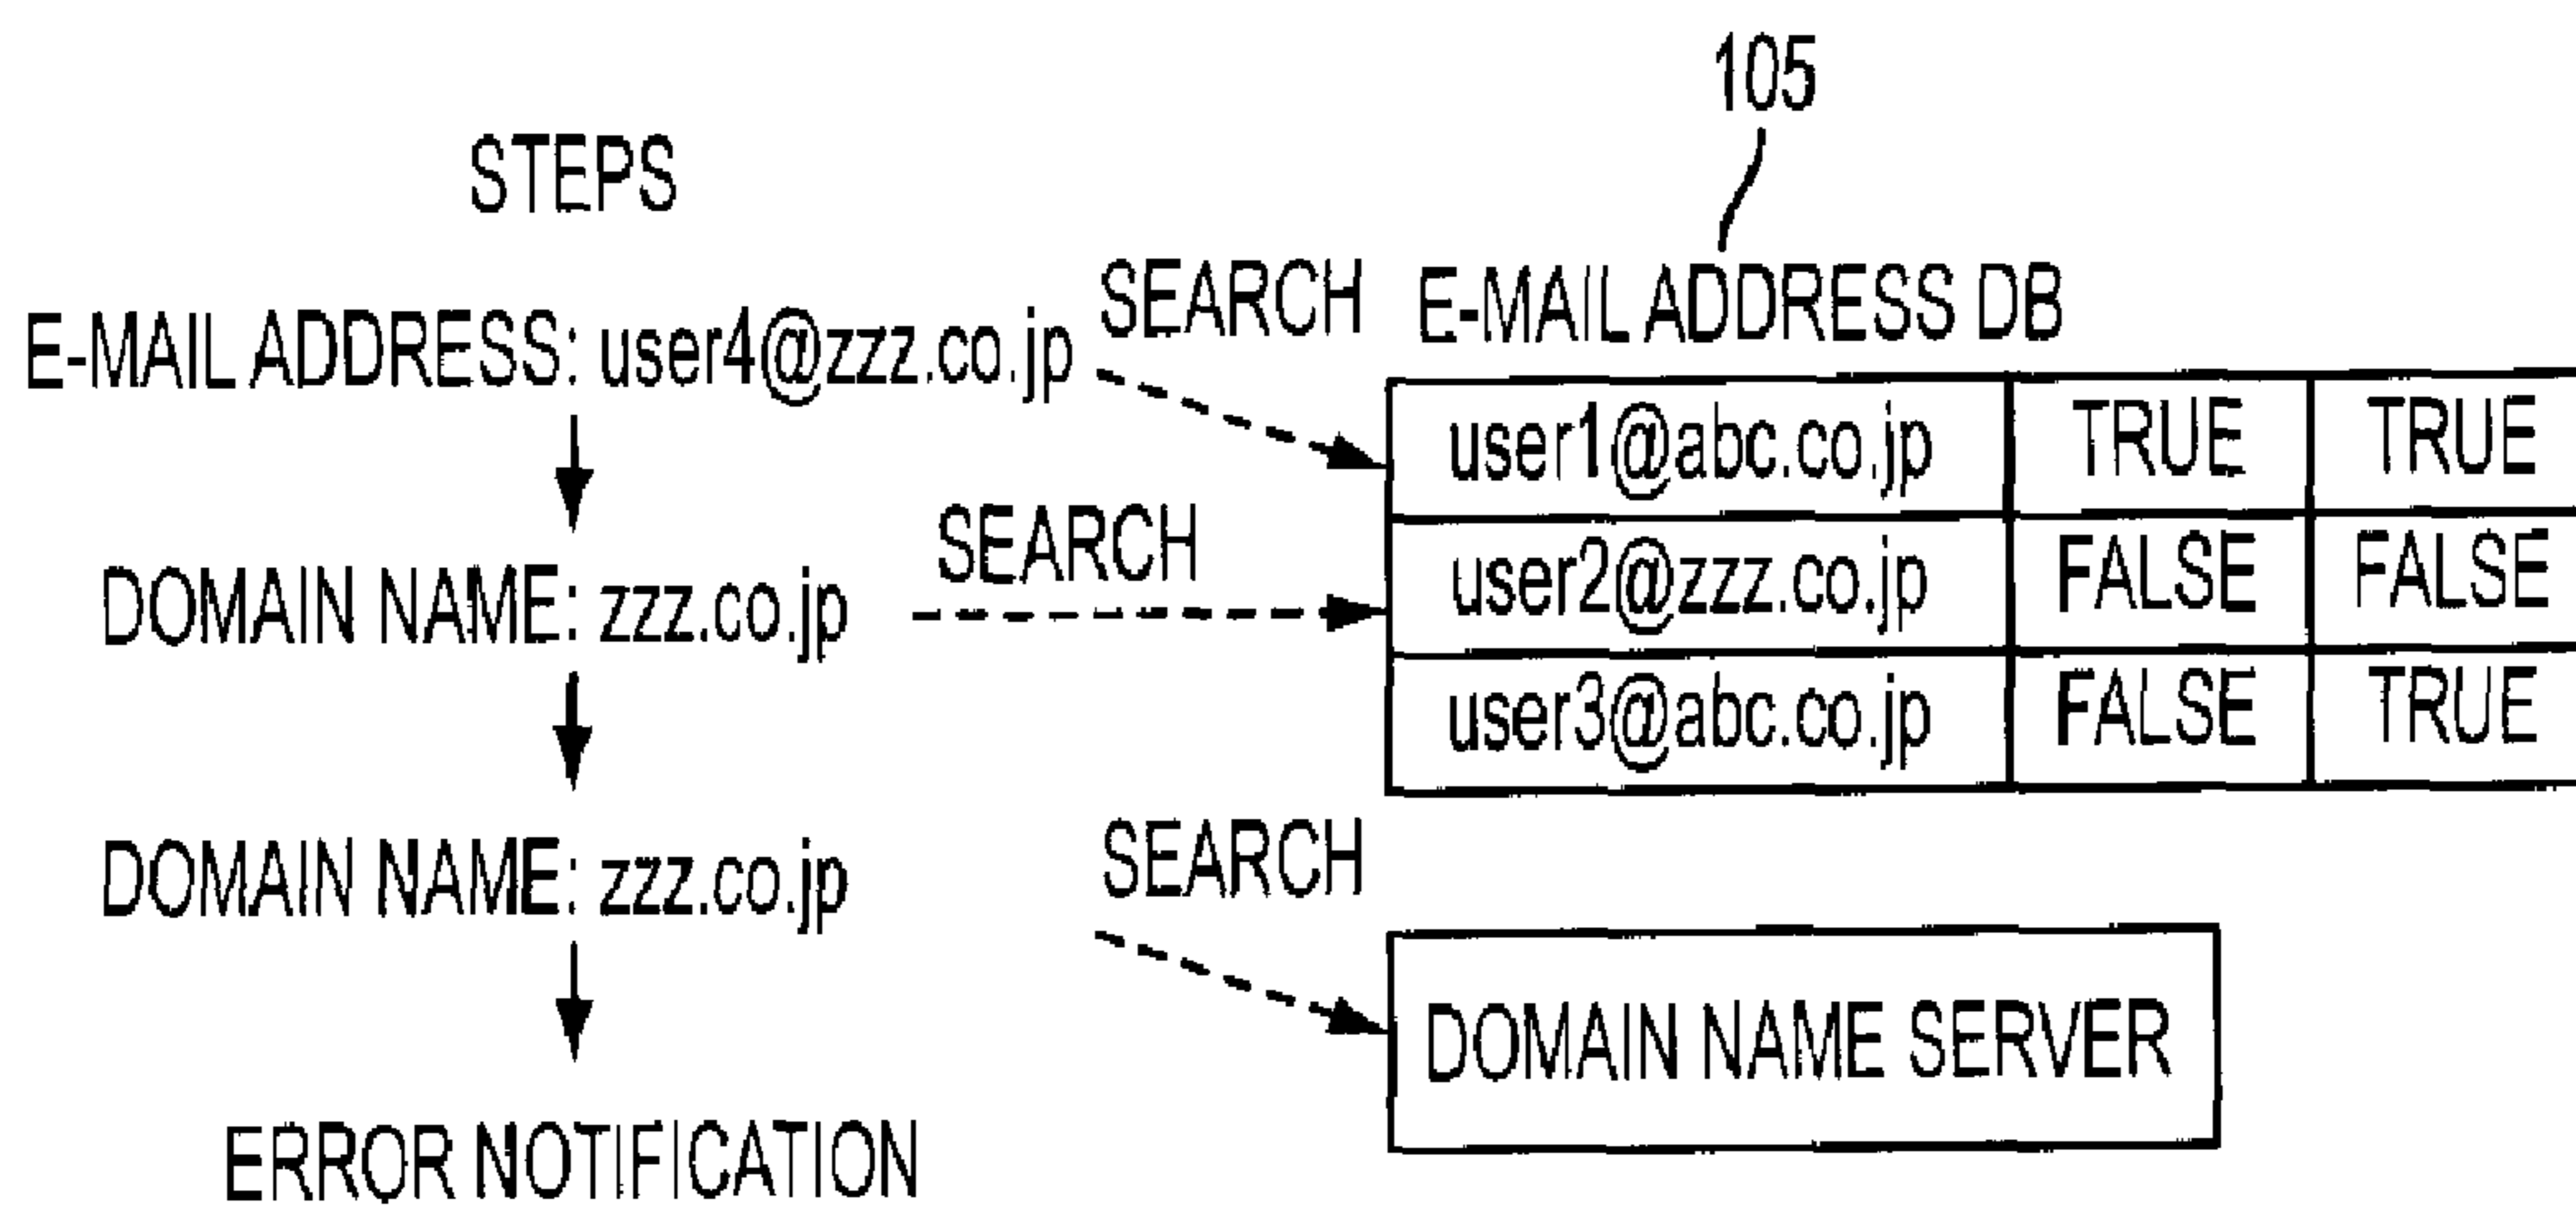 105
STEPS
E-MAIL ADDRESS: user4@zzz.co.jp
SEARCH
E-MAIL ADDRESS DB
user1@abc.co.jp TRUE TRUE
DOMAIN NAME: zzz.co.jp
SEARCH
user2@zzz.co.jp FALSE FALSE
user3@abc.co.jp FALSE TRUE
DOMAIN NAME: zzz.co.jp
SEARCH
DOMAIN NAME SERVER
ERROR NOTIFICATION